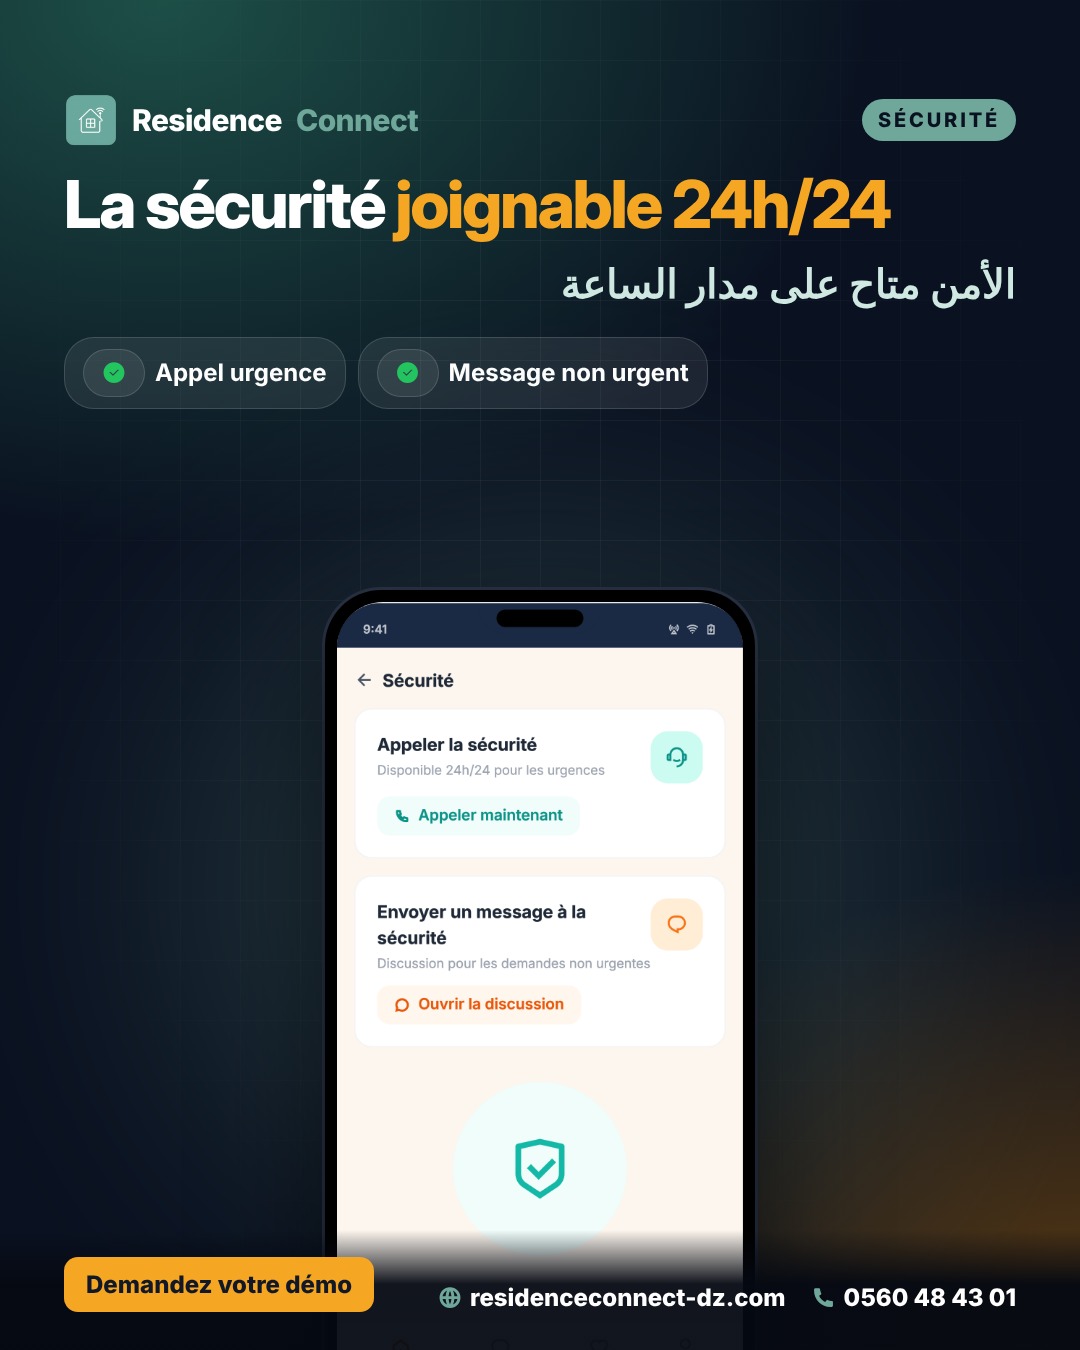 Residence Connect
SÉCURITÉ
La sécurité joignable 24h/24
الأمن متاح على مدار الساعة
Appel urgence
Message non urgent
9:41
Sécurité
Appeler la sécurité
Disponible 24h/24 pour les urgences
Appeler maintenant
Envoyer un message à la
sécurité
Discussion pour les demandes non urgentes
Ouvrir la discussion
Demandez votre démo
residenceconnect-dz.com
0560 48 43 01